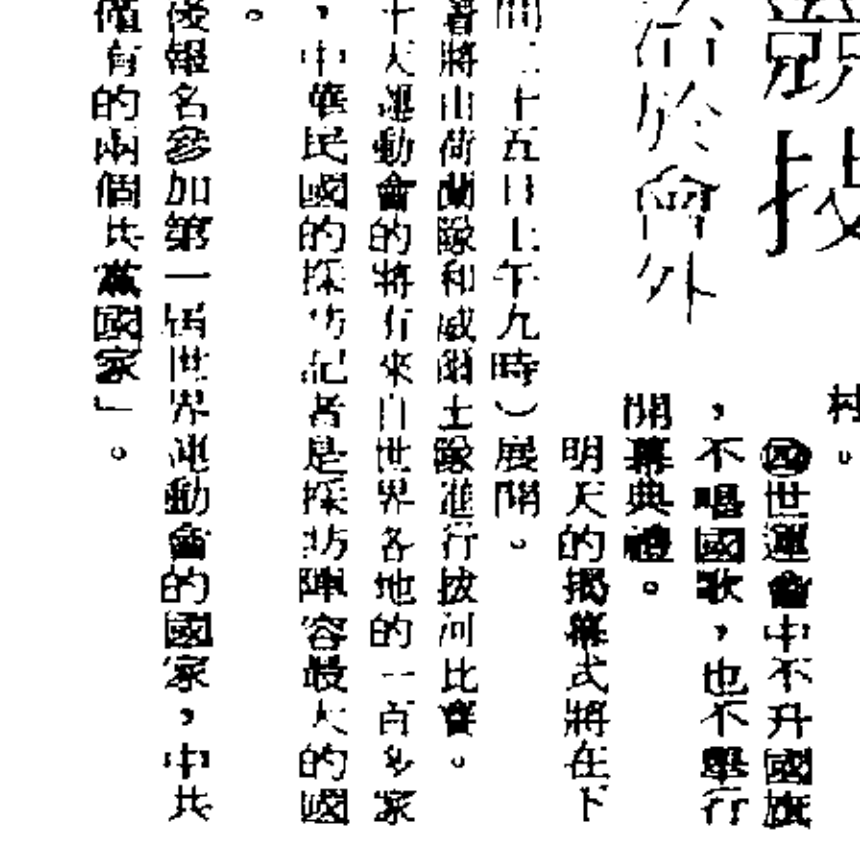 競技
於會外
村。
世運會中不升國旗
，不唱國歌，也不舉行
開幕典禮。
明天的揭幕式將在下
間二十五日上午九時）展開。
著將由荷蘭隊和威爾士隊進行拔河比賽。
十天運動會的將有來自世界各地的一百多家
，中華民國的採訪記者是採訪陣容最大的國
。
後報名參加第一屆世界運動會的國家，中共
僅有的兩個共黨國家」。